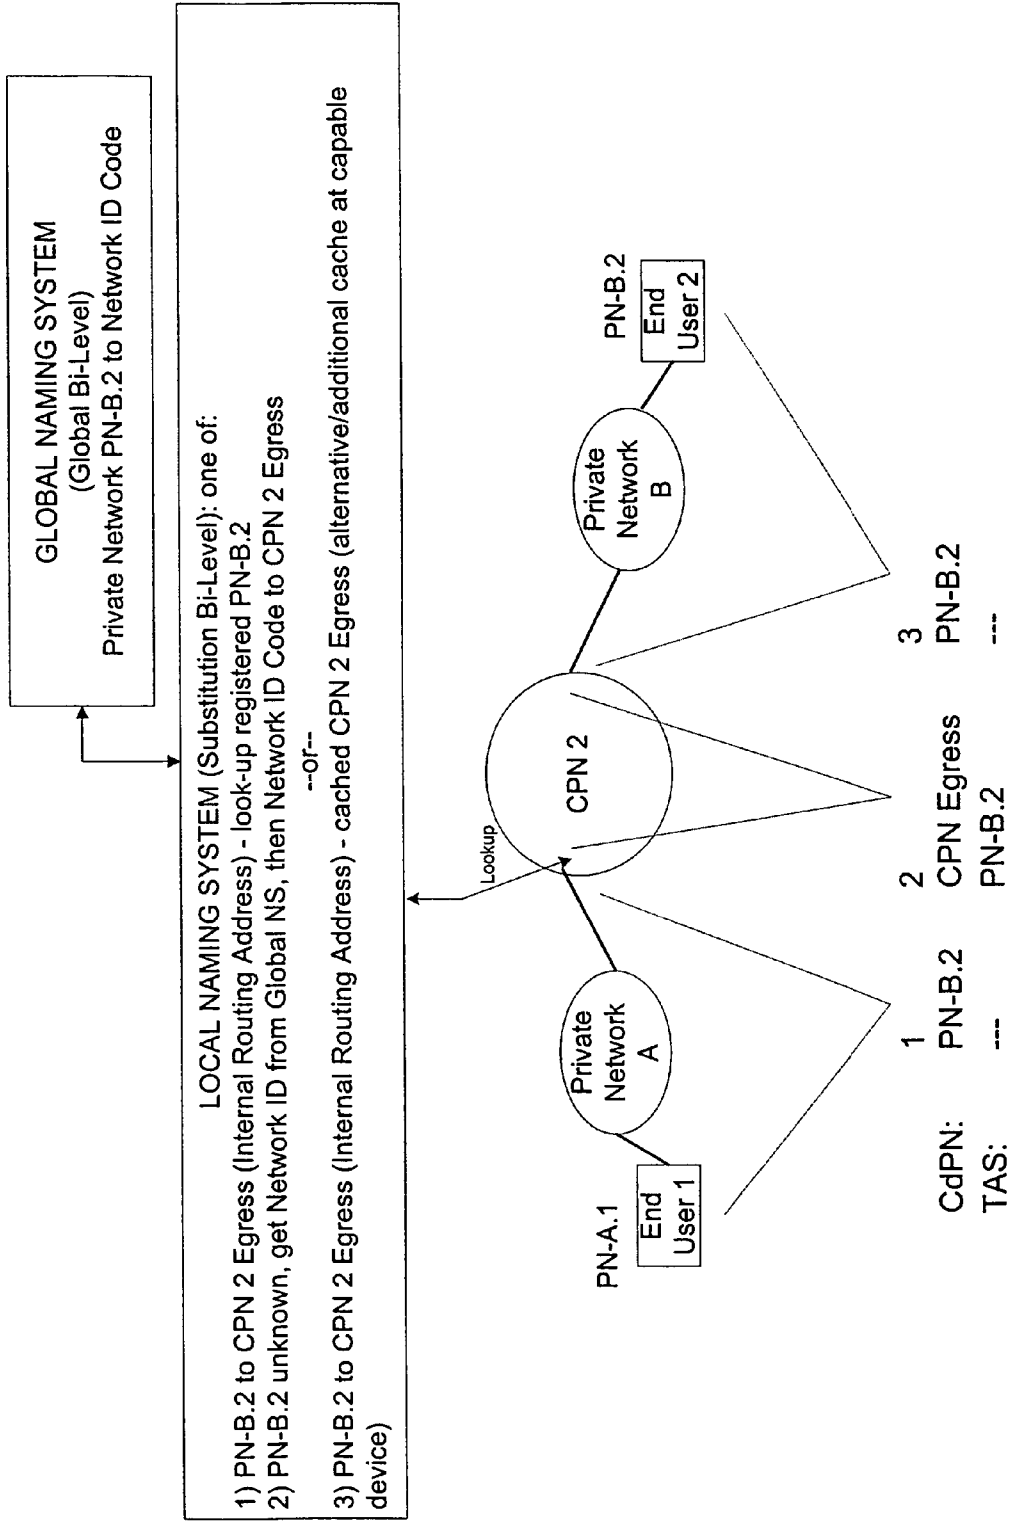 GLOBAL NAMING SYSTEM
(Global Bi-Level)
Private Network PN-B.2 to Network ID Code
LOCAL NAMING SYSTEM (Substitution Bi-Level): one of:
1) PN-B.2 to CPN 2 Egress (Internal Routing Address) - look-up registered PN-B.2
2) PN-B.2 unknown, get Network ID from Global NS, then Network ID Code to CPN 2 Egress
--or--
3) PN-B.2 to CPN 2 Egress (Internal Routing Address) - cached CPN 2 Egress (alternative/additional cache at capable
device)
Lookup
PN-A.1
End
User 1
Private
Network
A
CPN 2
Private
Network
B
PN-B.2
End
User 2
1 2 3
CdPN: PN-B.2 CPN Egress PN-B.2
TAS: --- PN-B.2 ---